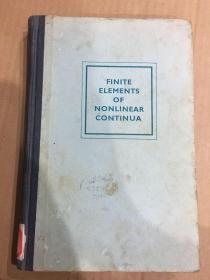 FINITE
ELEMENTS
OF
NONLINEAR
CONTINUA